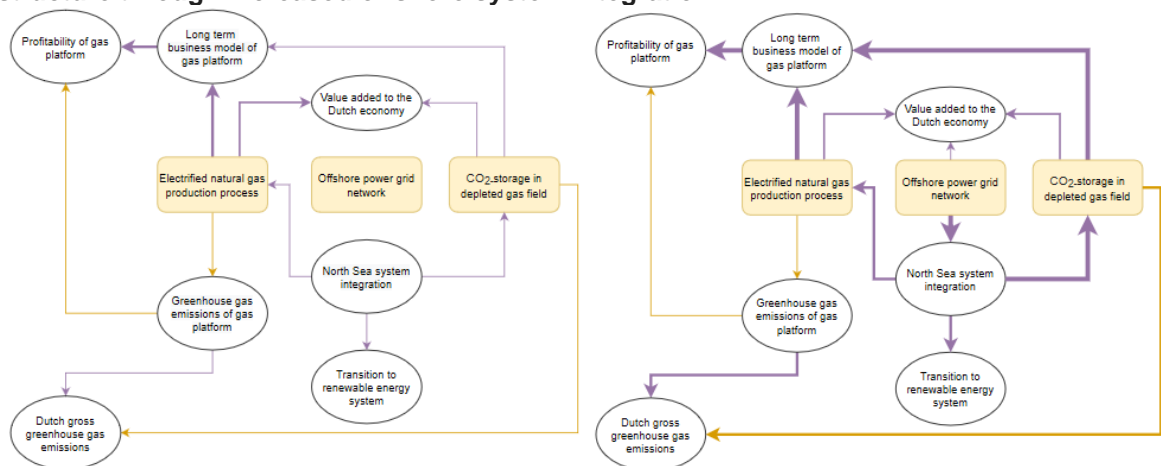 Profitability of gas
platform
Long term
business model of
gas platform
Value added to the
Dutch economy
Electrified natural gas
production process
Offshore power grid
network
CO2-storage in
depleted gas field
North Sea system
integration
Greenhouse gas
emissions of gas
platform
Transition to
renewable energy
system
Dutch gross
greenhouse gas
emissions
Profitability of gas
platform
Long term
business model of
gas platform
Value added to the
Dutch economy
Electrified natural gas
production process
Offshore power grid
network
CO2-storage in
depleted gas field
North Sea system
integration
Greenhouse gas
emissions of gas
platform
Transition to
renewable energy
system
Dutch gross
greenhouse gas
emissions